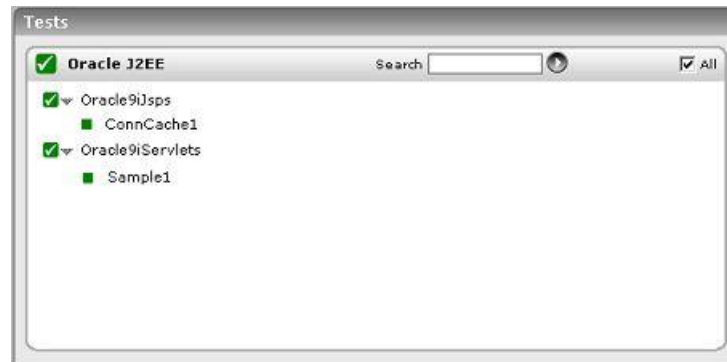 Tests
Oracle J2EE Search All
Oracle9iJsps
ConnCache1
Oracle9iServlets
Sample1